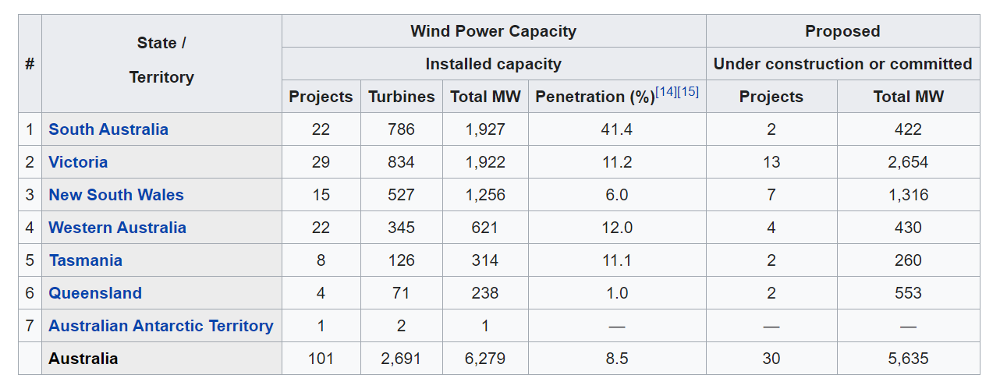 Wind Power Capacity Proposed
# State / Territory Installed capacity Under construction or committed
Projects Turbines Total MW Penetration (%)[14][15] Projects Total MW
1 South Australia 22 786 1,927 41.4 2 422
2 Victoria 29 834 1,922 11.2 13 2,654
3 New South Wales 15 527 1,256 6.0 7 1,316
4 Western Australia 22 345 621 12.0 4 430
5 Tasmania 8 126 314 11.1 2 260
6 Queensland 4 71 238 1.0 2 553
7 Australian Antarctic Territory 1 2 1 — — —
Australia 101 2,691 6,279 8.5 30 5,635